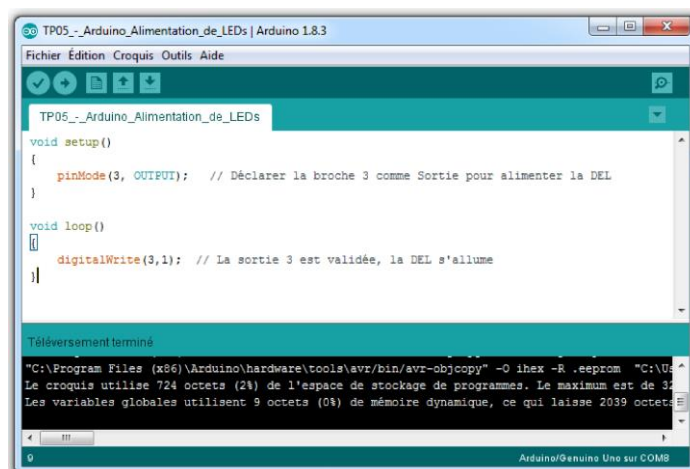 TP05_-_Arduino_Alimentation_de_LEDs | Arduino 1.8.3
Fichier Édition Croquis Outils Aide
TP05_-_Arduino_Alimentation_de_LEDs
void setup()
{
pinMode(3, OUTPUT); // Déclarer la broche 3 comme Sortie pour alimenter la DEL
}
void loop()
{
digitalWrite(3,1); // La sortie 3 est validée, la DEL s'allume
}
Téléversement terminé
"C:\Program Files (x86)\Arduino\hardware\tools\avr/bin/avr-objcopy" -O ihex -R .eeprom "C:\Us
Le croquis utilise 724 octets (2%) de l'espace de stockage de programmes. Le maximum est de 32
Les variables globales utilisent 9 octets (0%) de mémoire dynamique, ce qui laisse 2039 octets
9 Arduino/Genuino Uno sur COM8